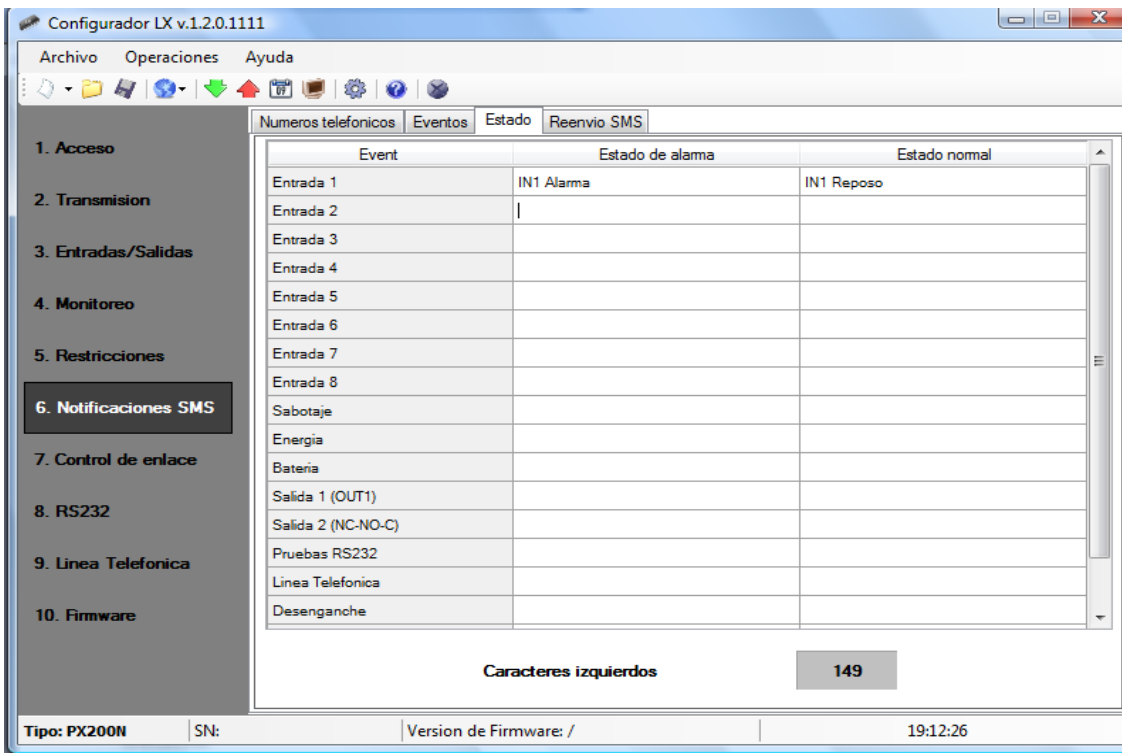 Configurador LX v.1.2.0.1111
Archivo Operaciones Ayuda
Numeros telefonicos Eventos Estado Reenvio SMS
1. Acceso
2. Transmision
3. Entradas/Salidas
4. Monitoreo
5. Restricciones
6. Notificaciones SMS
7. Control de enlace
8. RS232
9. Linea Telefonica
10. Firmware
Event Estado de alarma Estado normal
Entrada 1 IN1 Alarma IN1 Reposo
Entrada 2
Entrada 3
Entrada 4
Entrada 5
Entrada 6
Entrada 7
Entrada 8
Sabotaje
Energia
Bateria
Salida 1 (OUT1)
Salida 2 (NC-NO-C)
Pruebas RS232
Linea Telefonica
Desenganche
Caracteres izquierdos 149
Tipo: PX200N SN: Version de Firmware: / 19:12:26